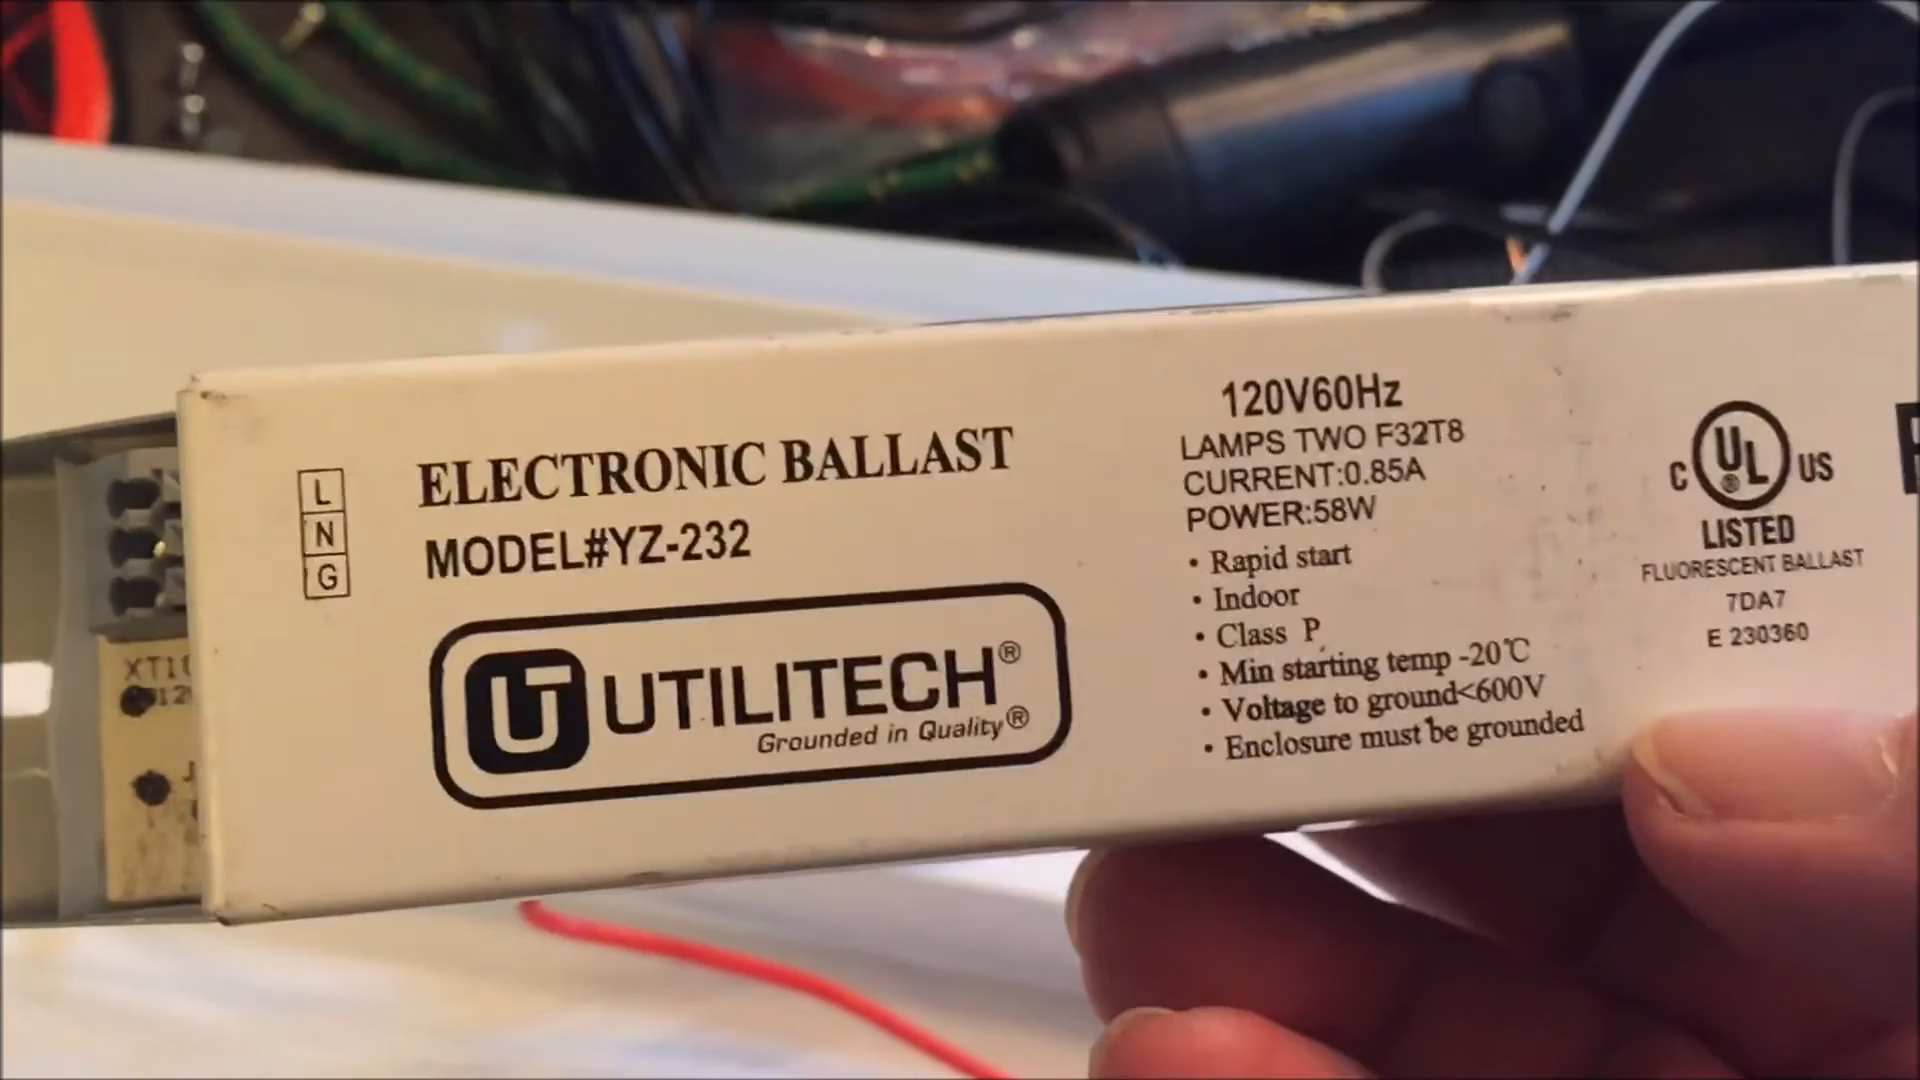 L
N
G
ELECTRONIC BALLAST
MODEL#YZ-232
UT UTILITECH®
Grounded in Quality®
120V60Hz
LAMPS TWO F32T8
CURRENT:0.85A
POWER:58W
• Rapid start
• Indoor
• Class P
• Min starting temp -20℃
• Voltage to ground<600V
• Enclosure must be grounded
C UL® US
LISTED
FLUORESCENT BALLAST
7DA7
E 230360